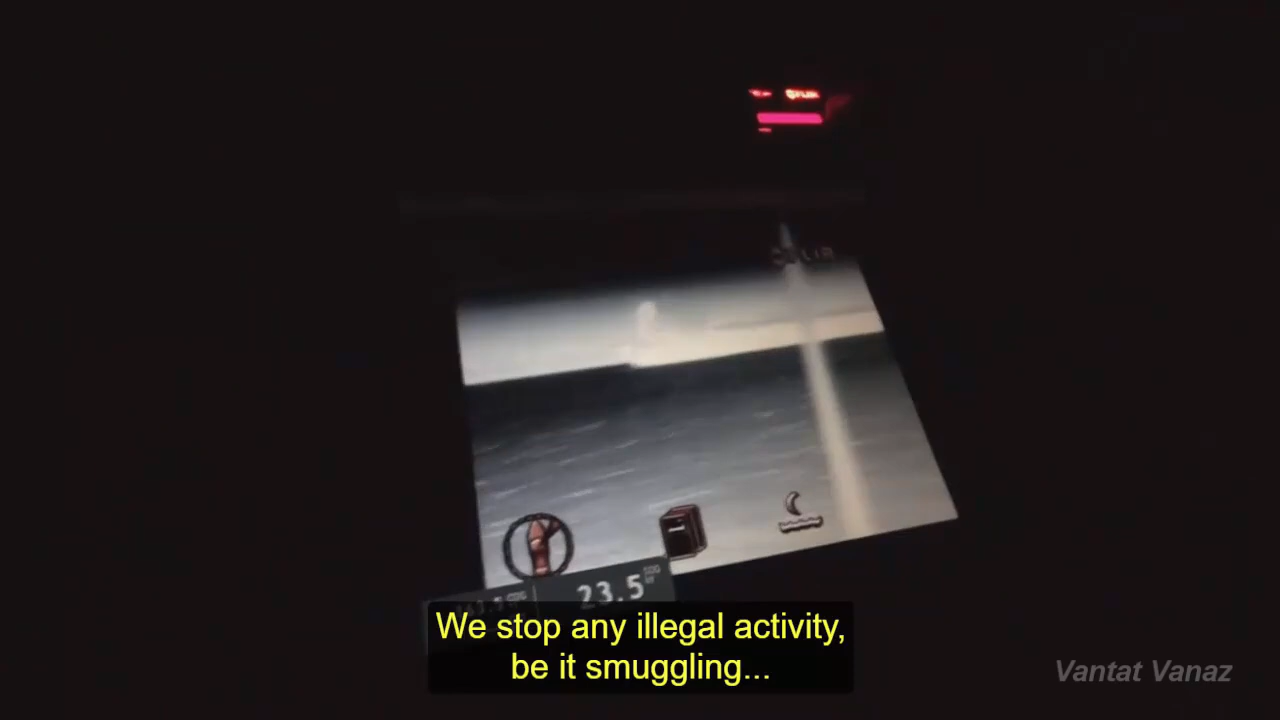 23.5
We stop any illegal activity,
be it smuggling...
Vantat Vanaz